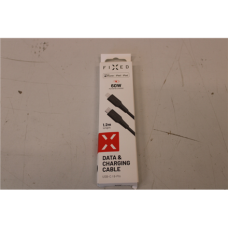 FIXED
60W
1.2m
DATA &
CHARGING
CABLE